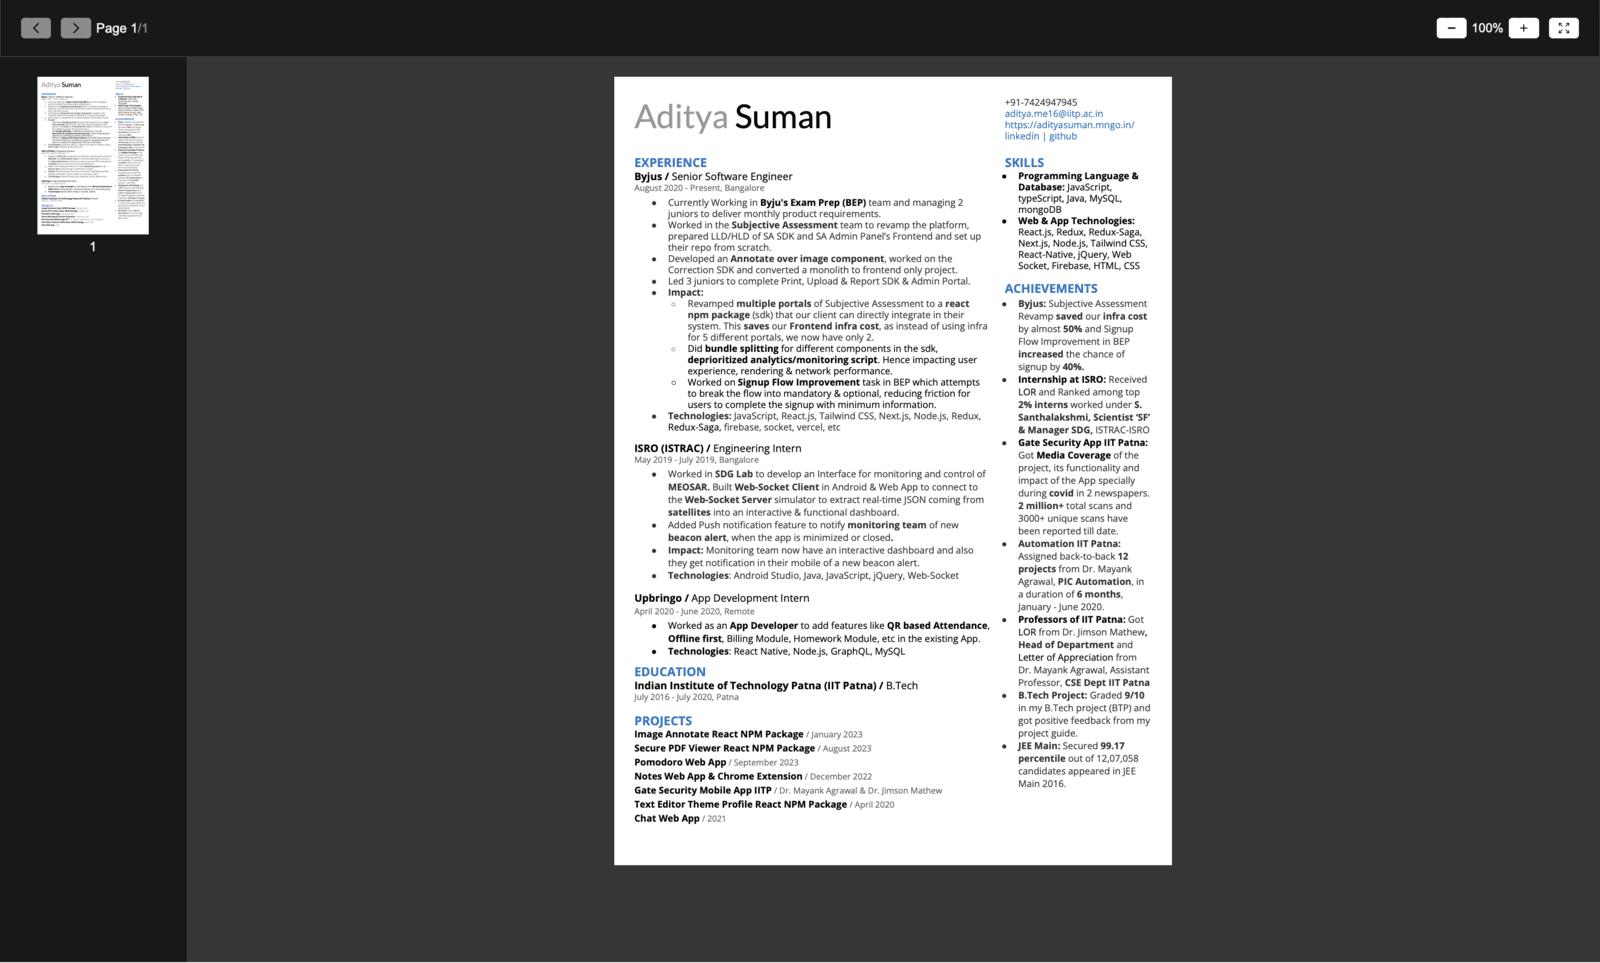 Page 1/1
100%
1
Aditya Suman
+91-7424947945
aditya.me16@iitp.ac.in
https://adityasuman.mngo.in/
linkedin | github
EXPERIENCE
Byjus / Senior Software Engineer
August 2020 - Present, Bangalore
● Currently Working in Byju's Exam Prep (BEP) team and managing 2
juniors to deliver monthly product requirements.
● Worked in the Subjective Assessment team to revamp the platform,
prepared LLD/HLD of SA SDK and SA Admin Panel's Frontend and set up
their repo from scratch.
● Developed an Annotate over image component, worked on the
Correction SDK and converted a monolith to frontend only project.
● Led 3 juniors to complete Print, Upload & Report SDK & Admin Portal.
● Impact:
○ Revamped multiple portals of Subjective Assessment to a react
npm package (sdk) that our client can directly integrate in their
system. This saves our Frontend infra cost, as instead of using infra
for 5 different portals, we now have only 2.
○ Did bundle splitting for different components in the sdk,
deprioritized analytics/monitoring script. Hence impacting user
experience, rendering & network performance.
○ Worked on Signup Flow Improvement task in BEP which attempts
to break the flow into mandatory & optional, reducing friction for
users to complete the signup with minimum information.
● Technologies: JavaScript, React.js, Tailwind CSS, Next.js, Node.js, Redux,
Redux-Saga, firebase, socket, vercel, etc
ISRO (ISTRAC) / Engineering Intern
May 2019 - July 2019, Bangalore
● Worked in SDG Lab to develop an Interface for monitoring and control of
MEOSAR. Built Web-Socket Client in Android & Web App to connect to
the Web-Socket Server simulator to extract real-time JSON coming from
satellites into an interactive & functional dashboard.
● Added Push notification feature to notify monitoring team of new
beacon alert, when the app is minimized or closed.
● Impact: Monitoring team now have an interactive dashboard and also
they get notification in their mobile of a new beacon alert.
● Technologies: Android Studio, Java, JavaScript, jQuery, Web-Socket
Upbringo / App Development Intern
April 2020 - June 2020, Remote
● Worked as an App Developer to add features like QR based Attendance,
Offline first, Billing Module, Homework Module, etc in the existing App.
● Technologies: React Native, Node.js, GraphQL, MySQL
EDUCATION
Indian Institute of Technology Patna (IIT Patna) / B.Tech
July 2016 - July 2020, Patna
PROJECTS
Image Annotate React NPM Package / January 2023
Secure PDF Viewer React NPM Package / August 2023
Pomodoro Web App / September 2023
Notes Web App & Chrome Extension / December 2022
Gate Security Mobile App IITP / Dr. Mayank Agrawal & Dr. Jimson Mathew
Text Editor Theme Profile React NPM Package / April 2020
Chat Web App / 2021
SKILLS
● Programming Language &
Database: JavaScript,
typeScript, Java, MySQL,
mongoDB
● Web & App Technologies:
React.js, Redux, Redux-Saga,
Next.js, Node.js, Tailwind CSS,
React-Native, jQuery, Web
Socket, Firebase, HTML, CSS
ACHIEVEMENTS
● Byjus: Subjective Assessment
Revamp saved our infra cost
by almost 50% and Signup
Flow Improvement in BEP
increased the chance of
signup by 40%.
● Internship at ISRO: Received
LOR and Ranked among top
2% interns worked under S.
Santhalakshmi, Scientist ‘SF’
& Manager SDG, ISTRAC-ISRO
● Gate Security App IIT Patna:
Got Media Coverage of the
project, its functionality and
impact of the App specially
during covid in 2 newspapers.
2 million+ total scans and
3000+ unique scans have
been reported till date.
● Automation IIT Patna:
Assigned back-to-back 12
projects from Dr. Mayank
Agrawal, PIC Automation, in
a duration of 6 months,
January - June 2020.
● Professors of IIT Patna: Got
LOR from Dr. Jimson Mathew,
Head of Department and
Letter of Appreciation from
Dr. Mayank Agrawal, Assistant
Professor, CSE Dept IIT Patna
● B.Tech Project: Graded 9/10
in my B.Tech project (BTP) and
got positive feedback from my
project guide.
● JEE Main: Secured 99.17
percentile out of 12,07,058
candidates appeared in JEE
Main 2016.